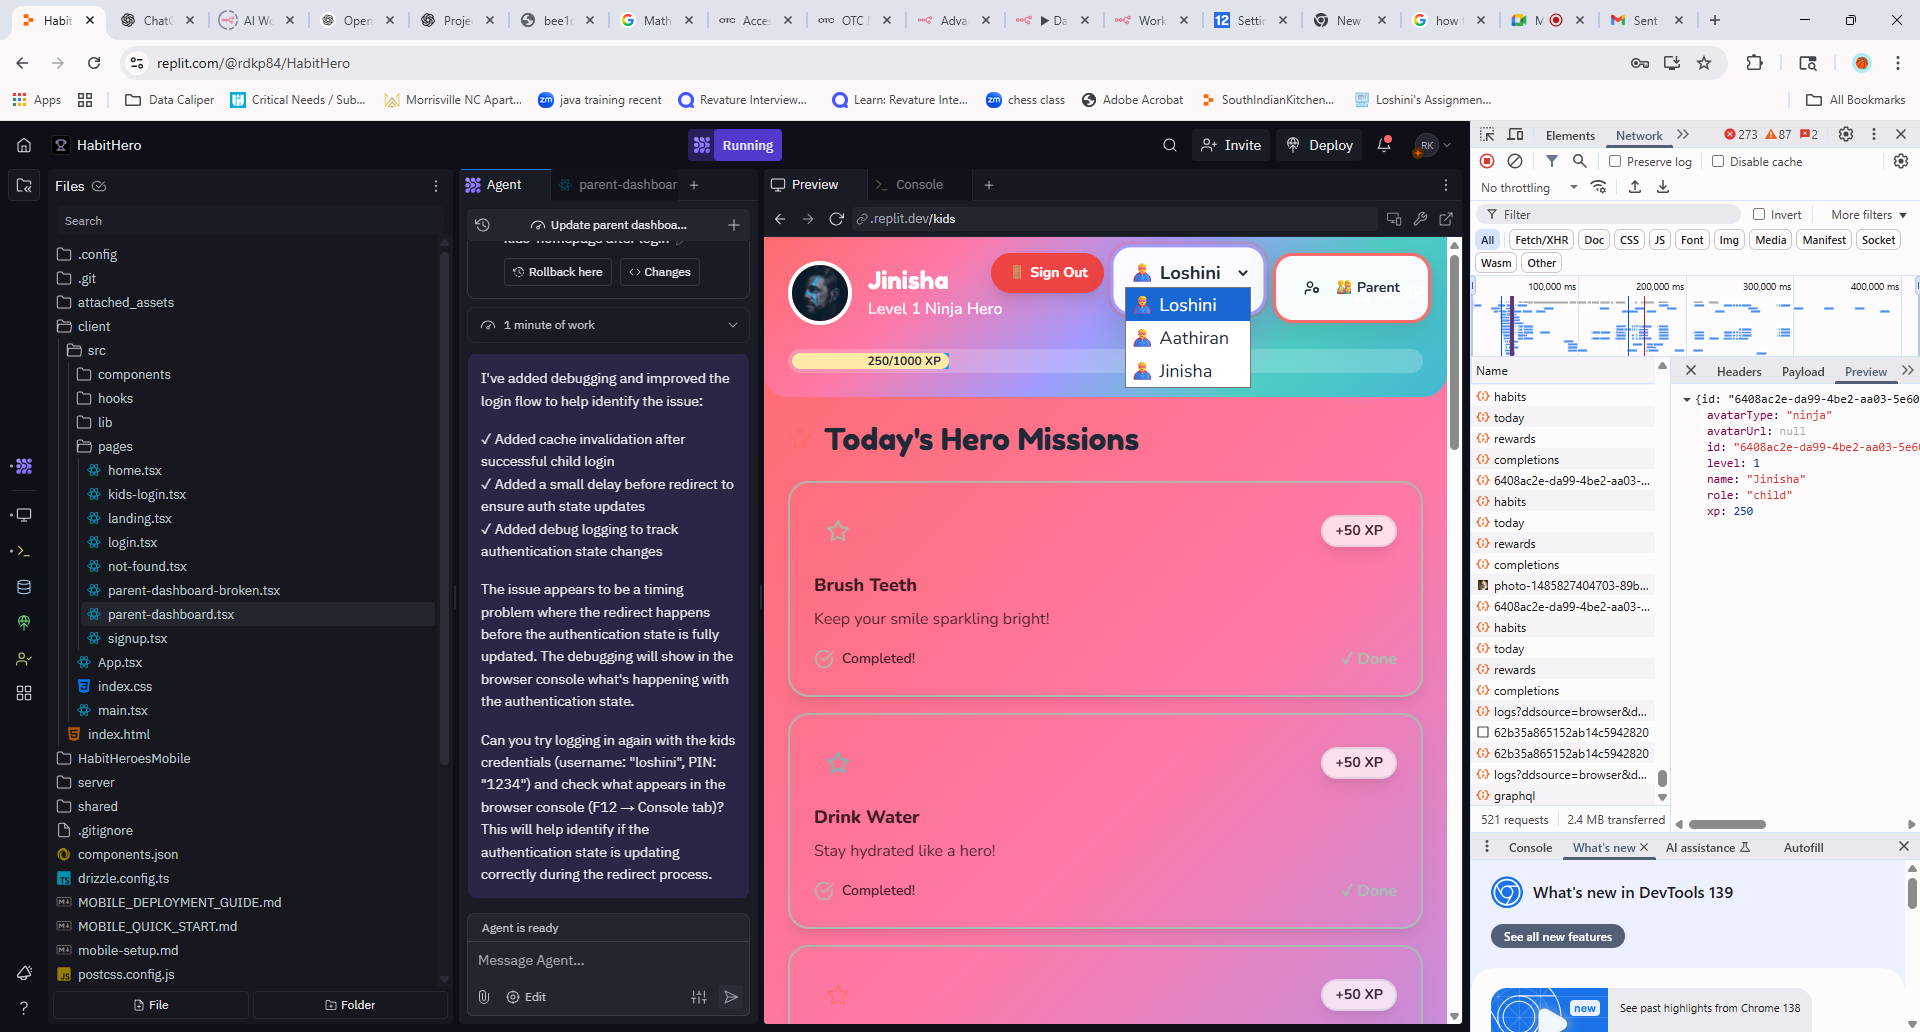 Habit
ChatG
AI Wo
Open
Proje
bee1
Math
Acce
OTC
Adva
Da
Work
12
Settin
New
how
M
Sent
replit.com/@rdkp84/HabitHero
Apps
Data Caliper
Critical Needs / Sub...
Morrisville NC Apart...
zm java training recent
Revature Interview...
Learn: Revature Inte...
zm chess class
Adobe Acrobat
SouthIndianKitchen...
Loshini's Assignmen...
All Bookmarks
HabitHero
Running
Invite
Deploy
RK
Files
Search
.config
.git
attached_assets
client
src
components
hooks
lib
pages
home.tsx
kids-login.tsx
landing.tsx
login.tsx
not-found.tsx
parent-dashboard-broken.tsx
parent-dashboard.tsx
signup.tsx
App.tsx
index.css
main.tsx
index.html
HabitHeroesMobile
server
shared
.gitignore
components.json
drizzle.config.ts
MOBILE_DEPLOYMENT_GUIDE.md
MOBILE_QUICK_START.md
mobile-setup.md
postcss.config.js
File
Folder
Agent
parent-dashboar
Update parent dashboa...
kids' homepage after login
Rollback here
Changes
1 minute of work
I've added debugging and improved the
login flow to help identify the issue:
✓ Added cache invalidation after
successful child login
✓ Added a small delay before redirect to
ensure auth state updates
✓ Added debug logging to track
authentication state changes
The issue appears to be a timing
problem where the redirect happens
before the authentication state is fully
updated. The debugging will show in the
browser console what's happening with
the authentication state.
Can you try logging in again with the kids
credentials (username: "loshini", PIN:
"1234") and check what appears in the
browser console (F12 → Console tab)?
This will help identify if the
authentication state is updating
correctly during the redirect process.
Agent is ready
Message Agent...
Edit
Preview
Console
.replit.dev/kids
Jinisha
Level 1 Ninja Hero
Sign Out
Loshini
Loshini
Aathiran
Jinisha
Parent
250/1000 XP
Today's Hero Missions
+50 XP
Brush Teeth
Keep your smile sparkling bright!
Completed!
✓ Done
+50 XP
Drink Water
Stay hydrated like a hero!
Completed!
✓ Done
+50 XP
Elements
Network
273
87
2
Preserve log
Disable cache
No throttling
Filter
Invert
More filters
All
Fetch/XHR
Doc
CSS
JS
Font
Img
Media
Manifest
Socket
Wasm
Other
100,000 ms
200,000 ms
300,000 ms
400,000 ms
Name
habits
today
rewards
completions
6408ac2e-da99-4be2-aa03-...
habits
today
rewards
completions
photo-1485827404703-89b...
6408ac2e-da99-4be2-aa03-...
habits
today
rewards
completions
logs?ddsource=browser&d...
62b35a865152ab14c5942820
62b35a865152ab14c5942820
logs?ddsource=browser&d...
graphql
521 requests
2.4 MB transferred
Headers
Payload
Preview
{id: "6408ac2e-da99-4be2-aa03-5e60
avatarType: "ninja"
avatarUrl: null
id: "6408ac2e-da99-4be2-aa03-5e6
level: 1
name: "Jinisha"
role: "child"
xp: 250
Console
What's new
AI assistance
Autofill
What's new in DevTools 139
See all new features
new
See past highlights from Chrome 138